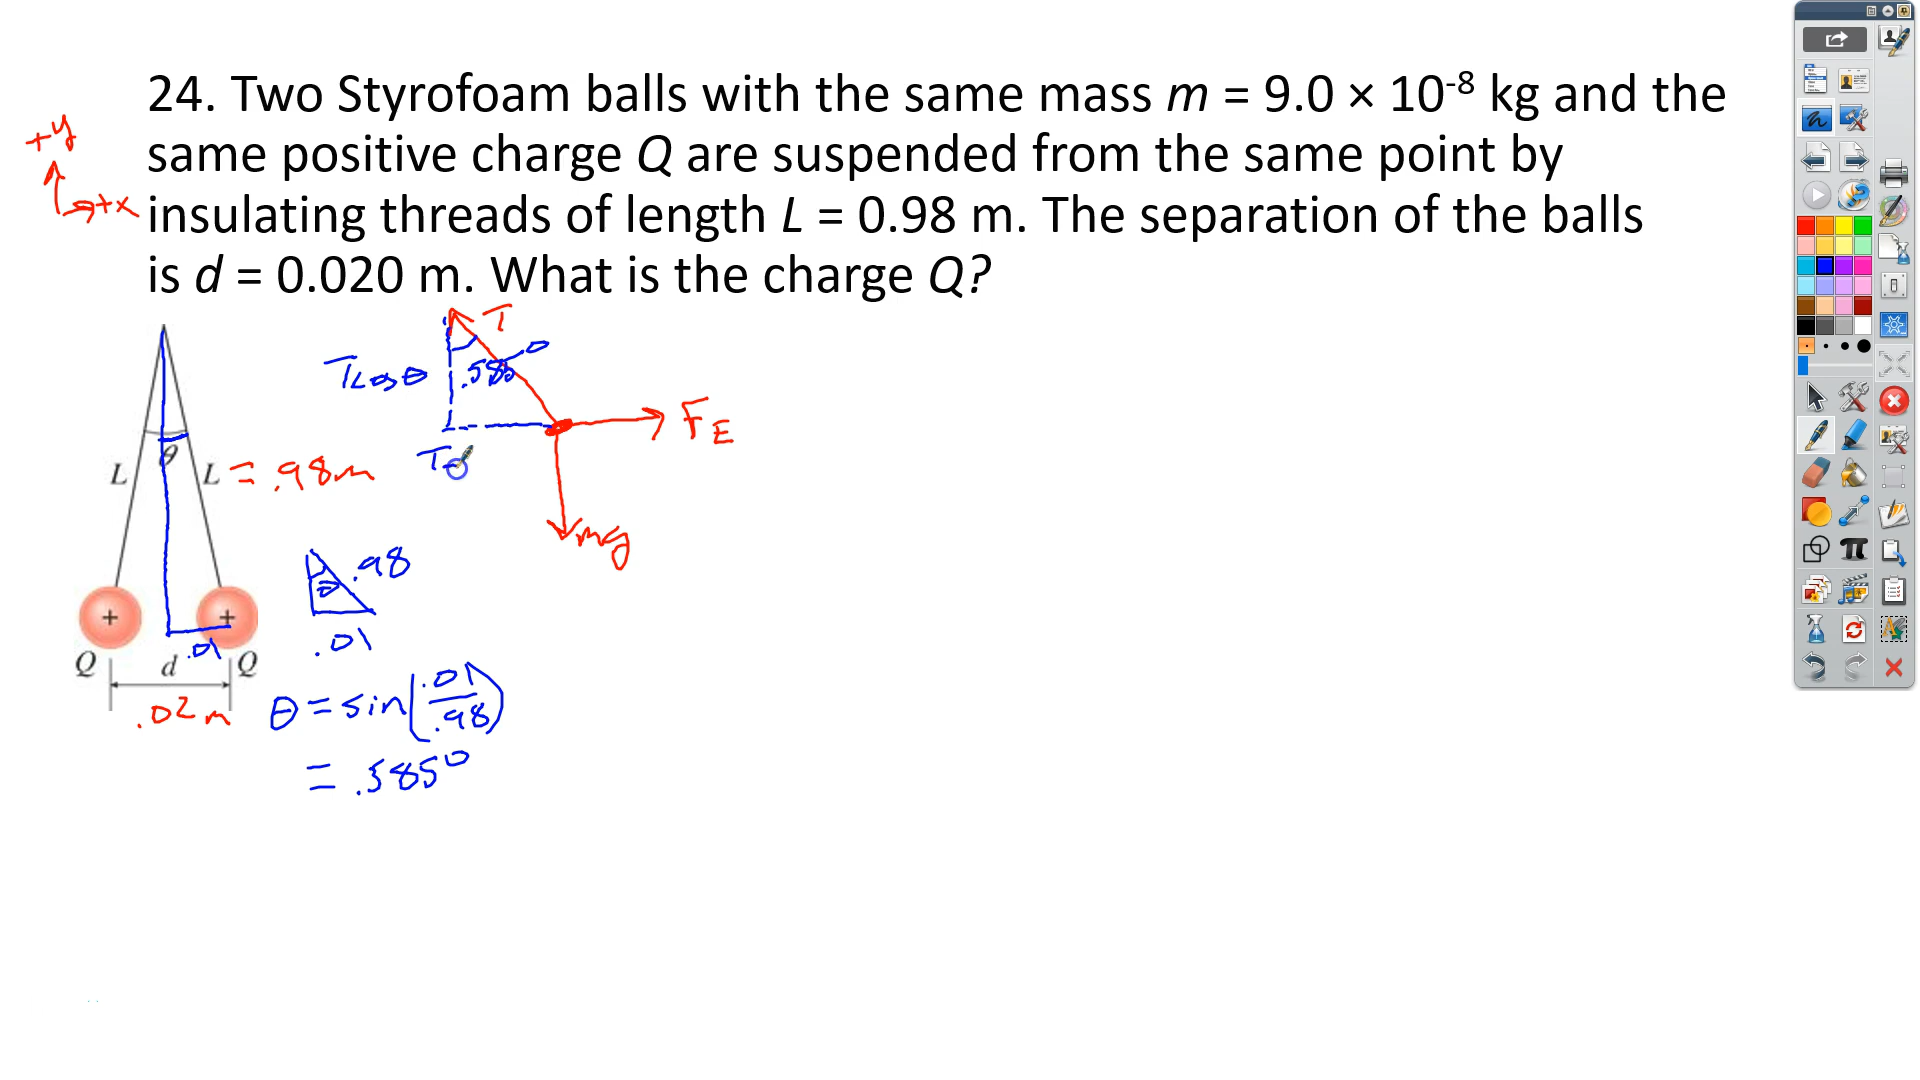 24. Two Styrofoam balls with the same mass m = 9.0 × 10⁻⁸ kg and the
same positive charge Q are suspended from the same point by
insulating threads of length L = 0.98 m. The separation of the balls
is d = 0.020 m. What is the charge Q?
+y
+x
T
Tcosθ
.585°
F_E
T
mg
θ
L
L = .98m
+
+
Q
d
.01
Q
.02 m
θ
.98
.01
θ = sin(.01/.98)
= .585°